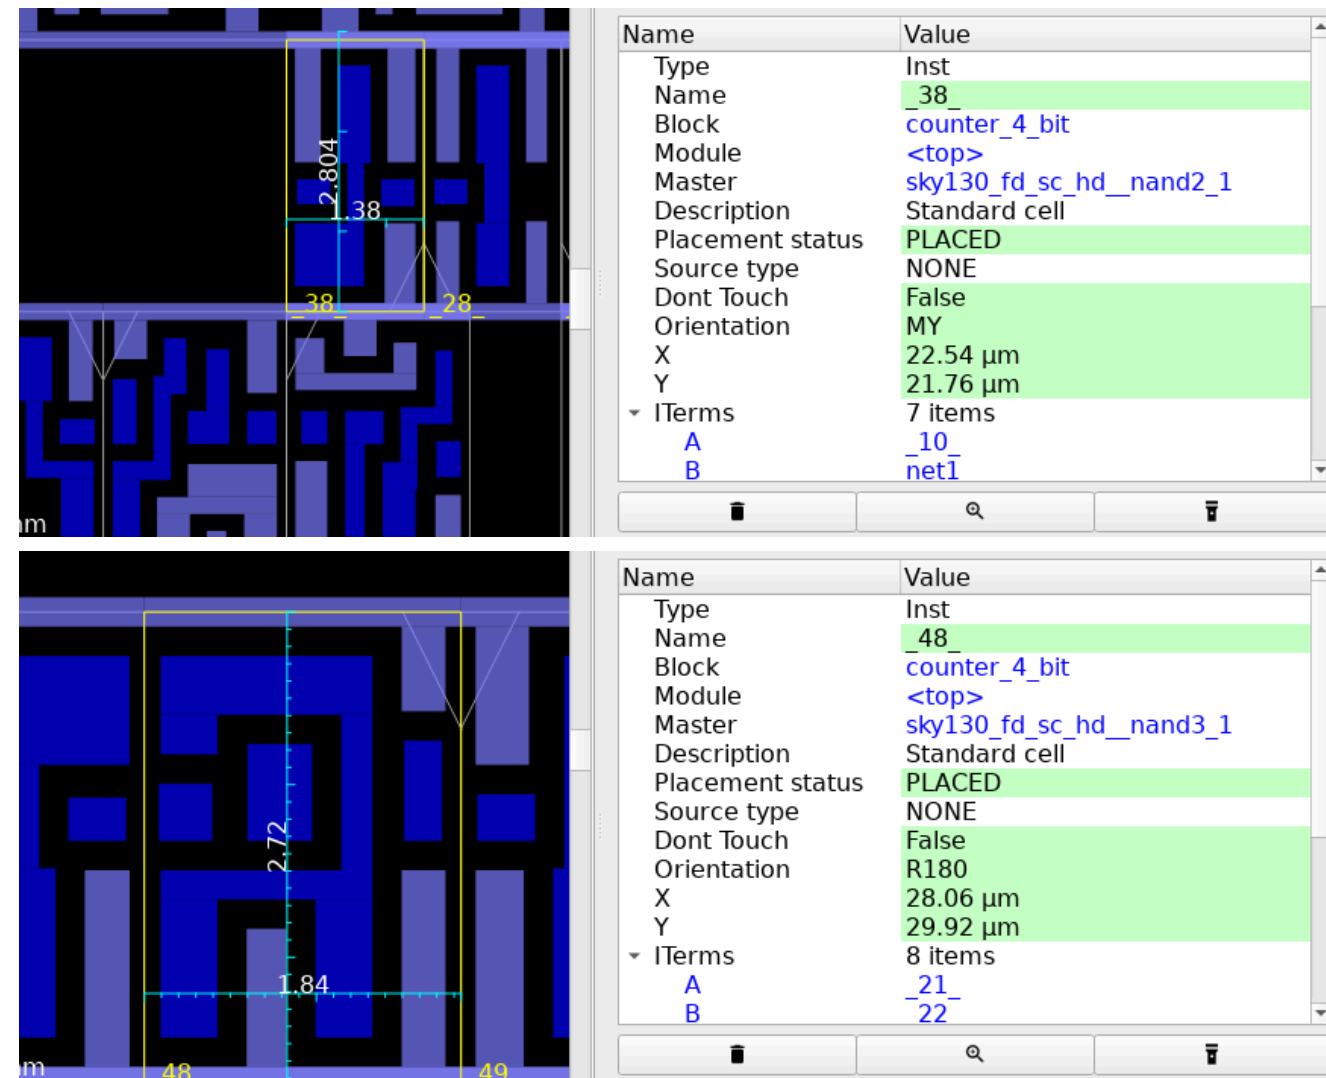 Name Value
Type Inst
Name _38_
Block counter_4_bit
Module <top>
Master sky130_fd_sc_hd__nand2_1
Description Standard cell
Placement status PLACED
Source type NONE
Dont Touch False
Orientation MY
X 22.54 µm
Y 21.76 µm
ITerms 7 items
A _10_
B net1
2.804
1.38
_38_ _28_
Name Value
Type Inst
Name _48_
Block counter_4_bit
Module <top>
Master sky130_fd_sc_hd__nand3_1
Description Standard cell
Placement status PLACED
Source type NONE
Dont Touch False
Orientation R180
X 28.06 µm
Y 29.92 µm
ITerms 8 items
A _21_
B 22
2.72
1.84
48 49